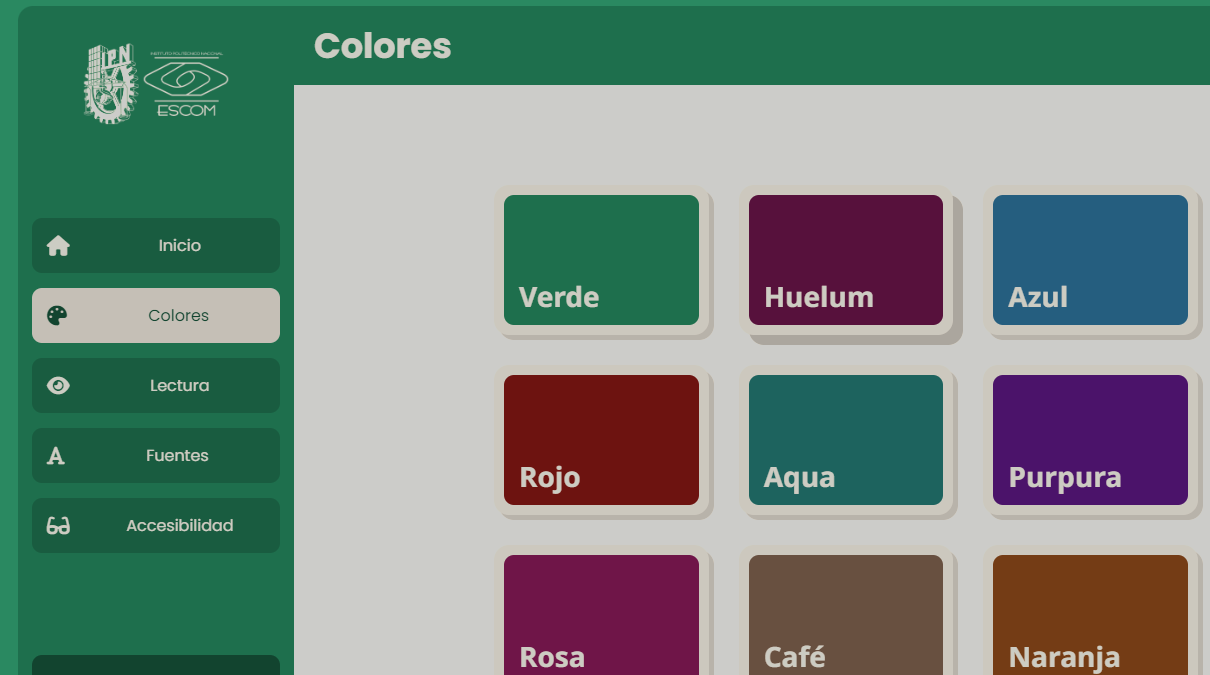 Colores
IPN
INSTITUTO POLITECNICO NACIONAL
ESCOM
Inicio
Colores
Lectura
Fuentes
Accesibilidad
Verde
Huelum
Azul
Rojo
Aqua
Purpura
Rosa
Café
Naranja